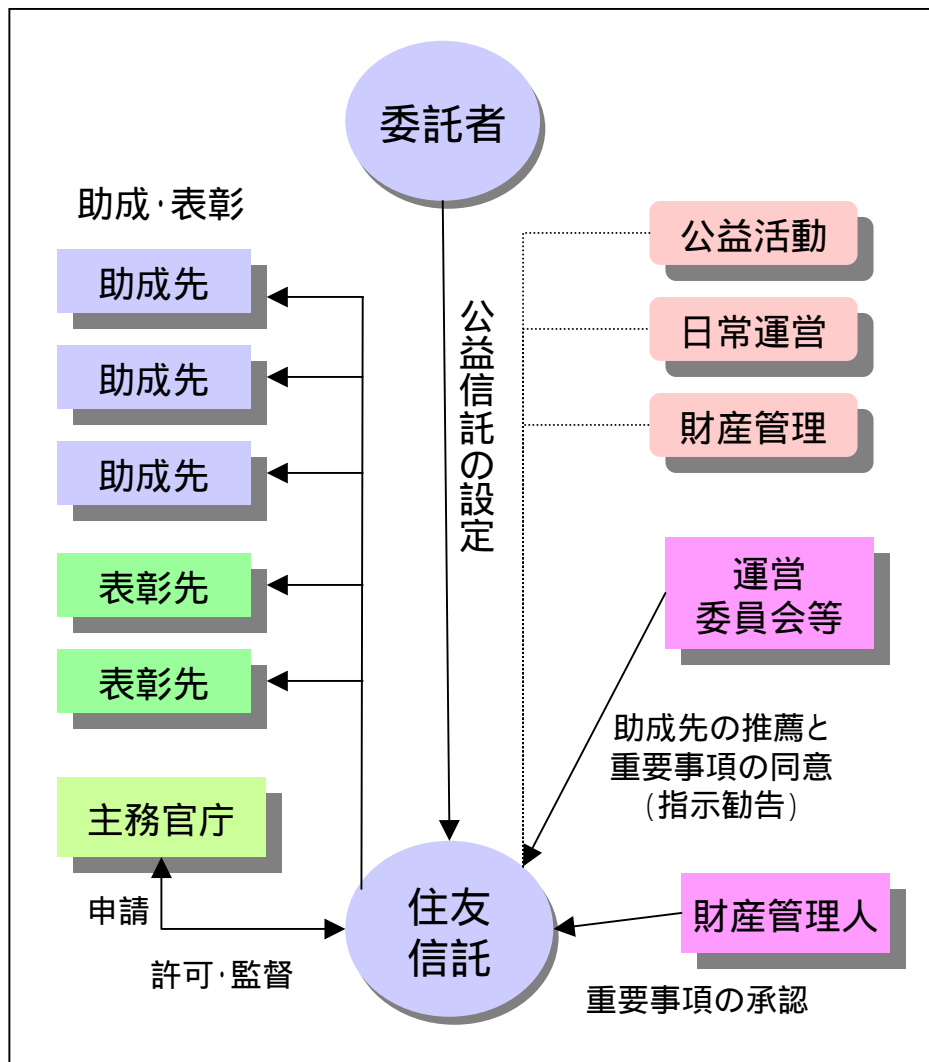 委託者
助成・表彰
助成先
助成先
助成先
表彰先
表彰先
主務官庁
申請
許可・監督
公益信託の設定
公益活動
日常運営
財産管理
運営
委員会等
助成先の推薦と
重要事項の同意
(指示勧告)
住友
信託
財産管理人
重要事項の承認